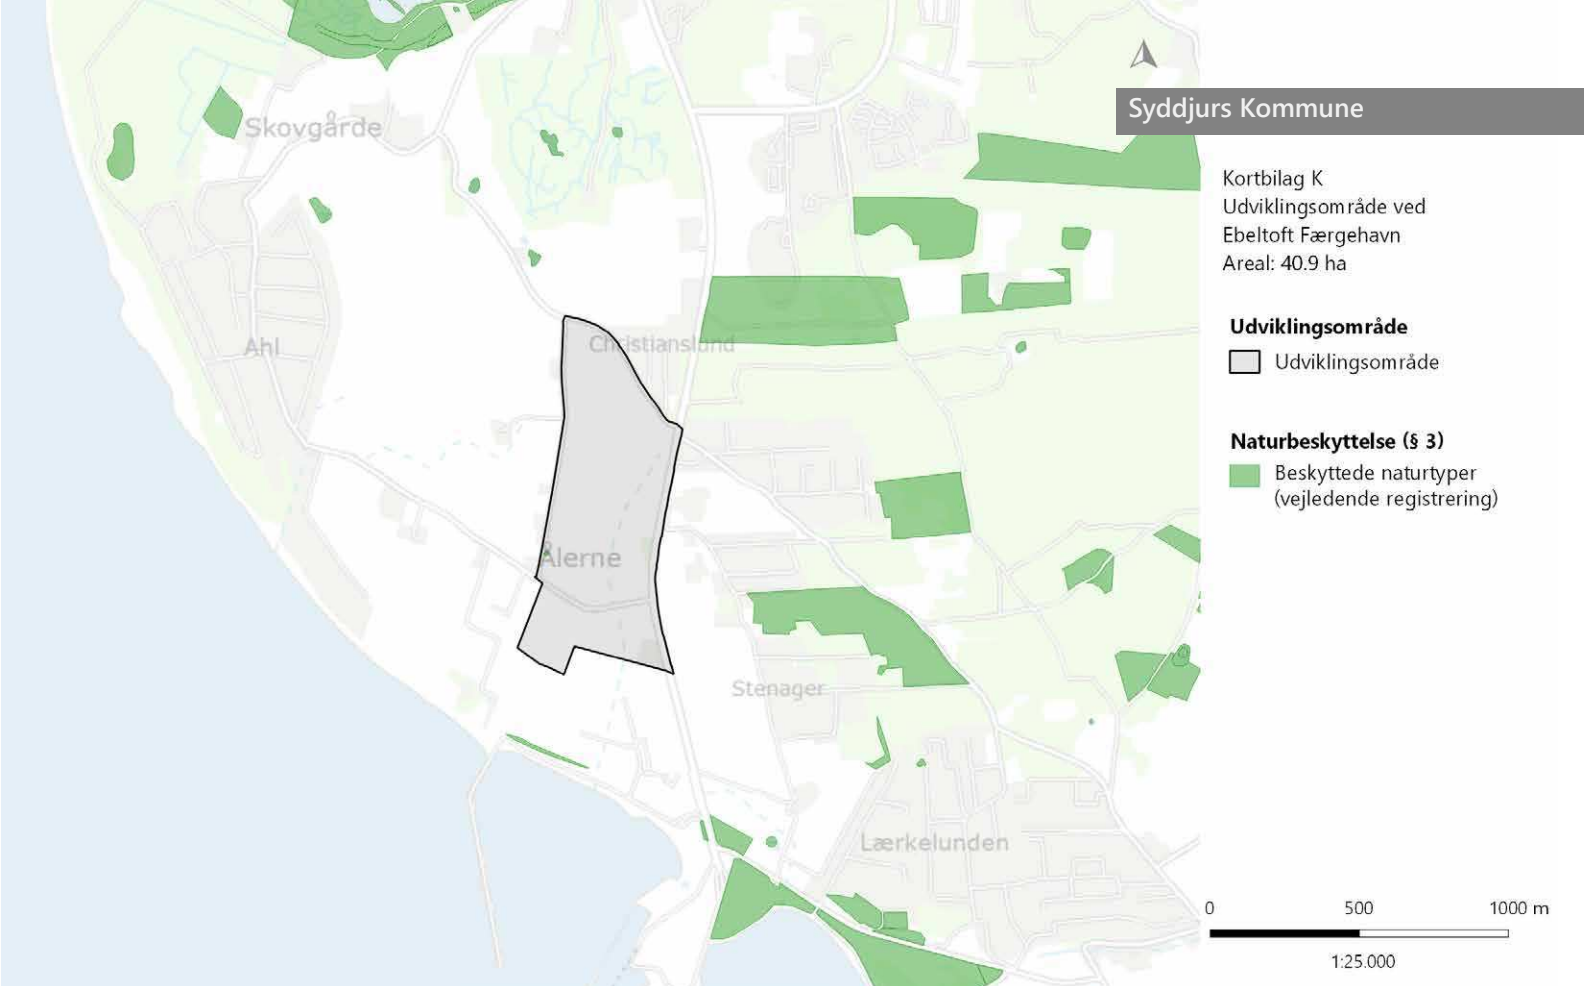 Syddjurs Kommune
Skovgårde
Kortbilag K
Udviklingsområde ved
Ebeltoft Færgehavn
Areal: 40.9 ha
Udviklingsområde
Udviklingsområde
Christianslund
Ahl
Naturbeskyttelse (§ 3)
Beskyttede naturtyper
(vejledende registrering)
Ålerne
Stenager
Lærkelunden
0 500 1000 m
1:25.000